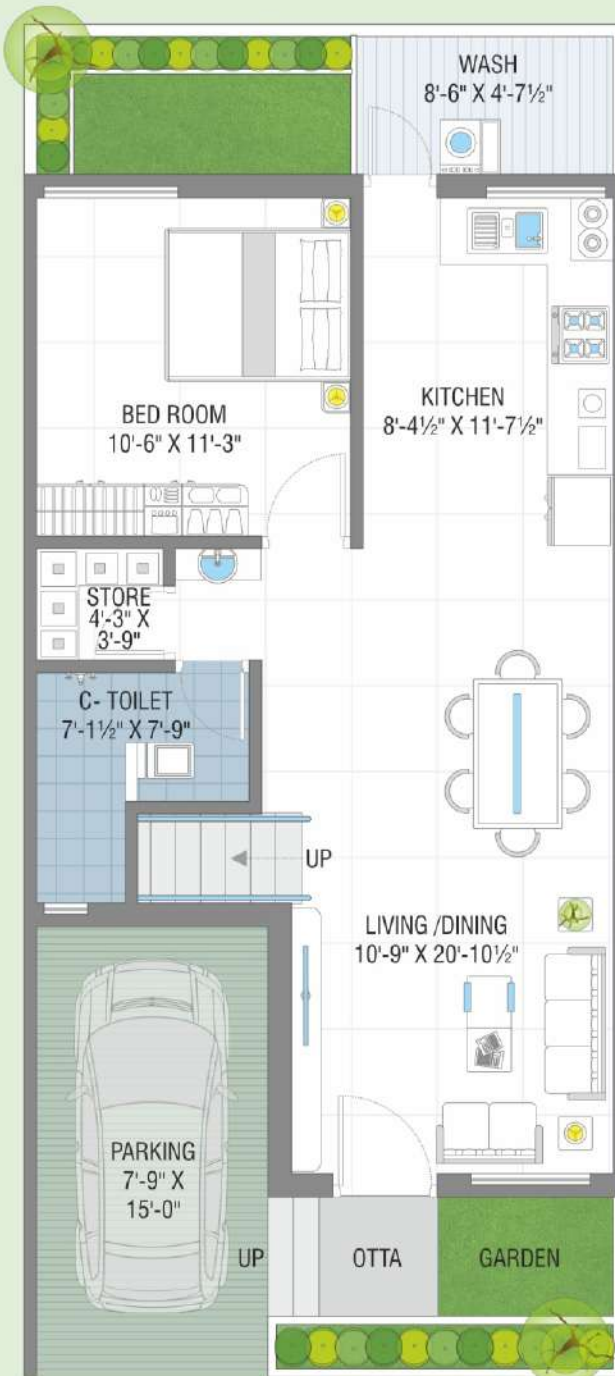 WASH
8'-6" X 4'-7½"
KITCHEN
8'-4½" X 11'-7½"
BED ROOM
10'-6" X 11'-3"
STORE
4'-3" X
3'-9"
C- TOILET
7'-1½" X 7'-9"
UP
LIVING /DINING
10'-9" X 20'-10½"
PARKING
7'-9" X
15'-0"
UP
OTTA
GARDEN